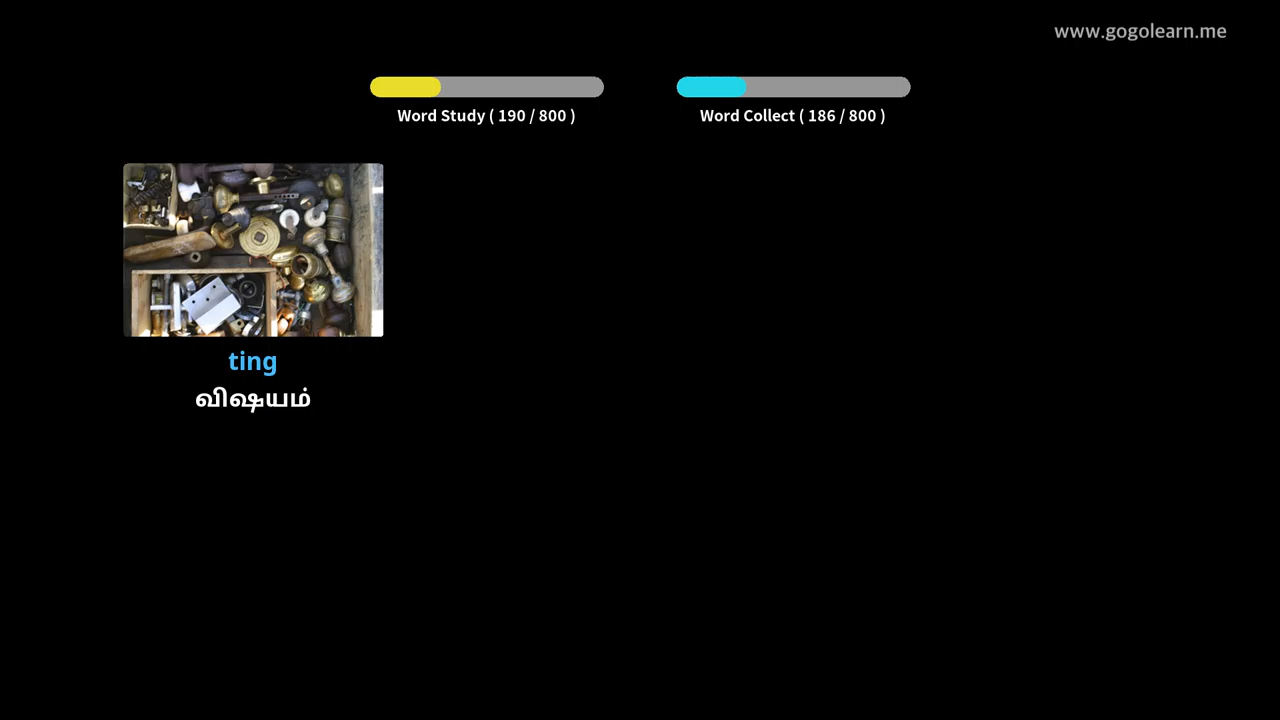 www.gogolearn.me
Word Study ( 190 / 800 )
Word Collect ( 186 / 800 )
ting
விஷயம்